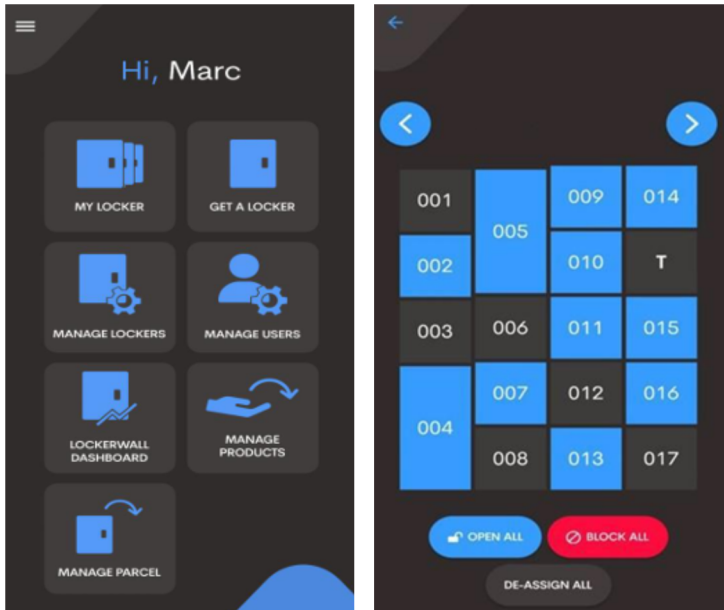 Hi, Marc
MY LOCKER
GET A LOCKER
MANAGE LOCKERS
MANAGE USERS
LOCKERWALL
DASHBOARD
MANAGE
PRODUCTS
MANAGE PARCEL
001
005
009
014
002
010
T
003
006
011
015
004
007
012
016
008
013
017
OPEN ALL
BLOCK ALL
DE-ASSIGN ALL